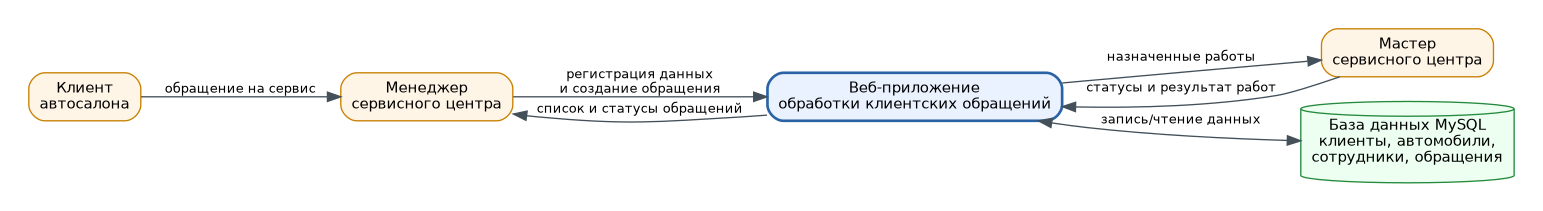 Клиент
автосалона
обращение на сервис
Менеджер
сервисного центра
регистрация данных
и создание обращения
список и статусы обращений
Веб-приложение
обработки клиентских обращений
назначенные работы
статусы и результат работ
запись/чтение данных
Мастер
сервисного центра
База данных MySQL
клиенты, автомобили,
сотрудники, обращения